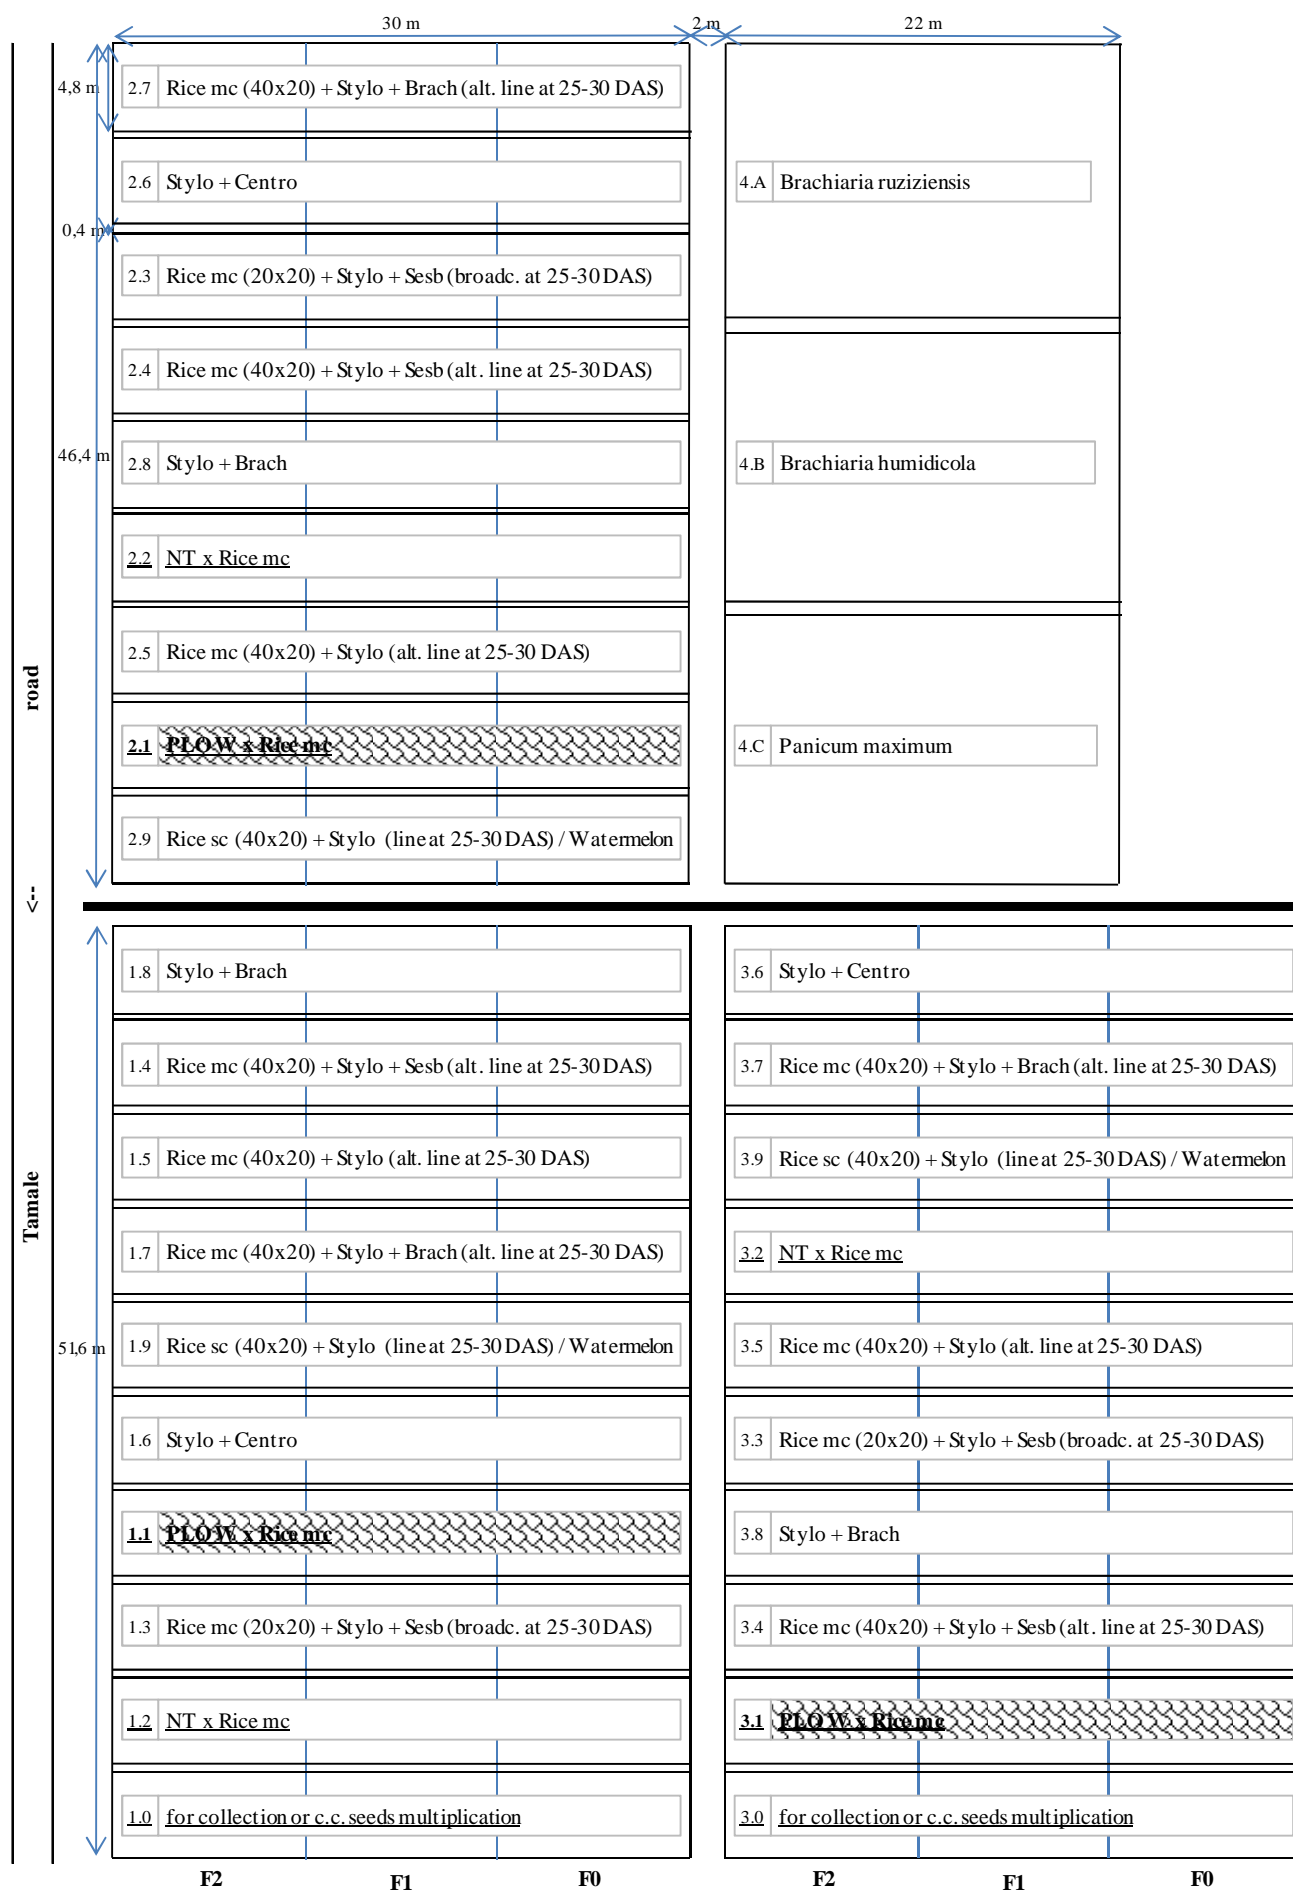 30 m 2 m 22 m
4,8 m 2.7 Rice mc (40x20) + Stylo + Brach (alt. line at 25-30 DAS)
2.6 Stylo + Centro 4.A Brachiaria ruziziensis
0,4 m
2.3 Rice mc (20x20) + Stylo + Sesb (broadc. at 25-30 DAS)
2.4 Rice mc (40x20) + Stylo + Sesb (alt. line at 25-30 DAS)
46,4 m 2.8 Stylo + Brach 4.B Brachiaria humidicola
2.2 NT x Rice mc
2.5 Rice mc (40x20) + Stylo (alt. line at 25-30 DAS)
road
2.1 PLOW x Rice mc 4.C Panicum maximum
2.9 Rice sc (40x20) + Stylo (line at 25-30 DAS) / Watermelon
<--
1.8 Stylo + Brach 3.6 Stylo + Centro
1.4 Rice mc (40x20) + Stylo + Sesb (alt. line at 25-30 DAS) 3.7 Rice mc (40x20) + Stylo + Brach (alt. line at 25-30 DAS)
1.5 Rice mc (40x20) + Stylo (alt. line at 25-30 DAS) 3.9 Rice sc (40x20) + Stylo (line at 25-30 DAS) / Watermelon
Tamale
1.7 Rice mc (40x20) + Stylo + Brach (alt. line at 25-30 DAS) 3.2 NT x Rice mc
51,6 m 1.9 Rice sc (40x20) + Stylo (line at 25-30 DAS) / Watermelon 3.5 Rice mc (40x20) + Stylo (alt. line at 25-30 DAS)
1.6 Stylo + Centro 3.3 Rice mc (20x20) + Stylo + Sesb (broadc. at 25-30 DAS)
1.1 PLOW x Rice mc 3.8 Stylo + Brach
1.3 Rice mc (20x20) + Stylo + Sesb (broadc. at 25-30 DAS) 3.4 Rice mc (40x20) + Stylo + Sesb (alt. line at 25-30 DAS)
1.2 NT x Rice mc 3.1 PLOW x Rice mc
1.0 for collection or c.c. seeds multiplication 3.0 for collection or c.c. seeds multiplication
F2 F1 F0 F2 F1 F0